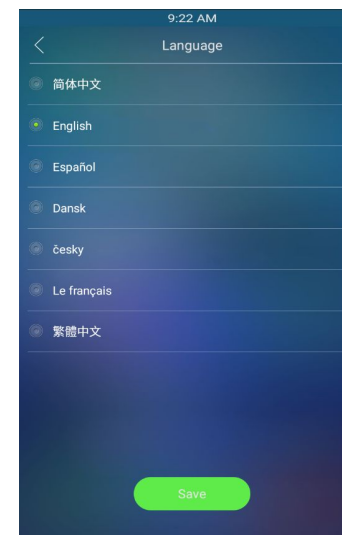 9:22 AM
Language
简体中文
English
Español
Dansk
česky
Le français
繁體中文
Save